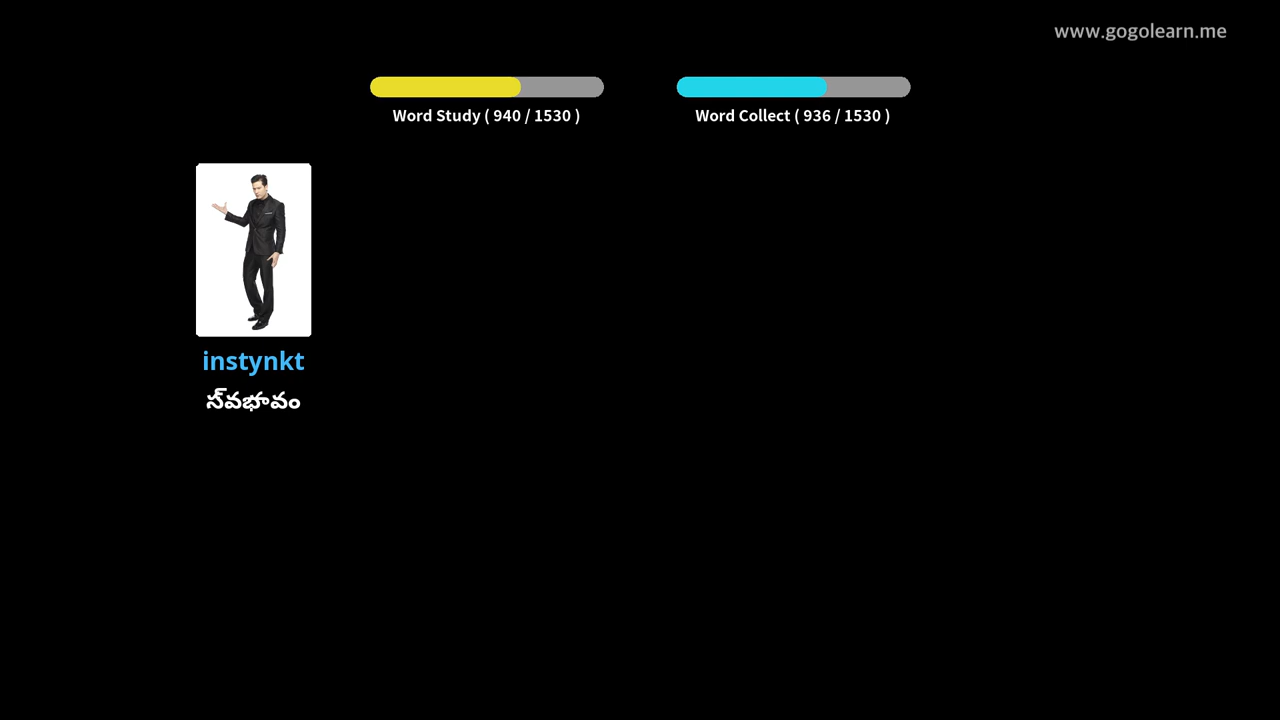 www.gogolearn.me
Word Study ( 940 / 1530 )
Word Collect ( 936 / 1530 )
instynkt
స్‌వభావం